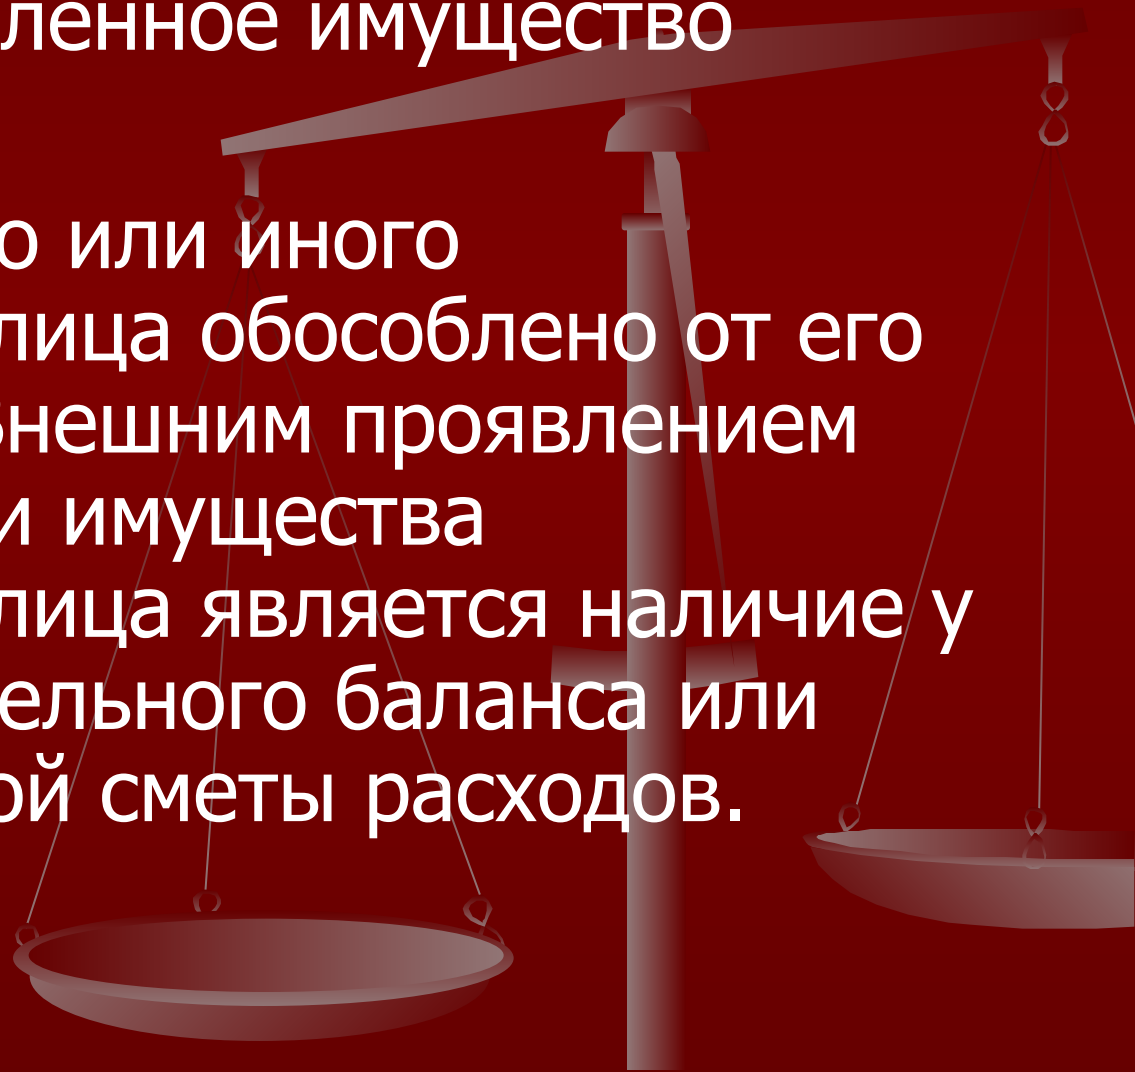 ленное имущество
о или иного
лица обособлено от его
внешним проявлением
и имущества
лица является наличие у
ельного баланса или
ой сметы расходов.